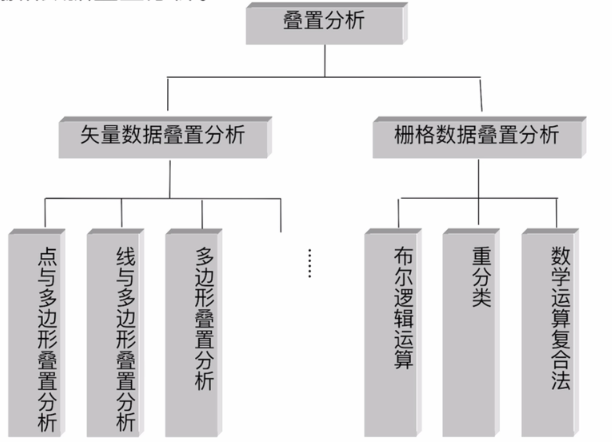 叠置分析
矢量数据叠置分析
栅格数据叠置分析
点与多边形叠置分析
线与多边形叠置分析
多边形叠置分析
……
布尔逻辑运算
重分类
数学运算复合法